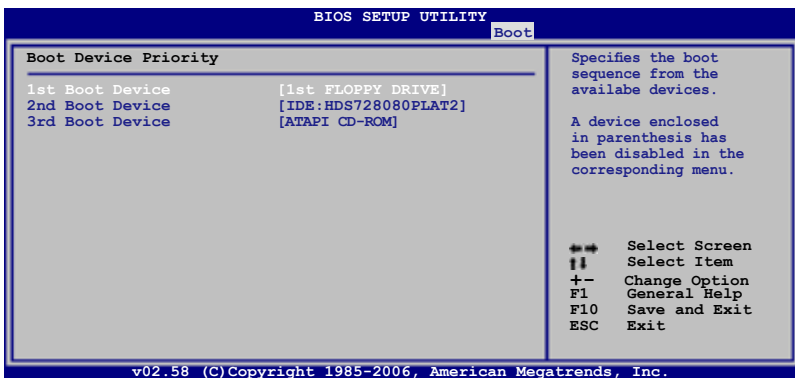 BIOS SETUP UTILITY
Boot
Boot Device Priority
1st Boot Device [1st FLOPPY DRIVE]
2nd Boot Device [IDE:HDS728080PLAT2]
3rd Boot Device [ATAPI CD-ROM]
Specifies the boot
sequence from the
availabe devices.
A device enclosed
in parenthesis has
been disabled in the
corresponding menu.
←→ Select Screen
↑↓ Select Item
+- Change Option
F1 General Help
F10 Save and Exit
ESC Exit
v02.58 (C)Copyright 1985-2006, American Megatrends, Inc.